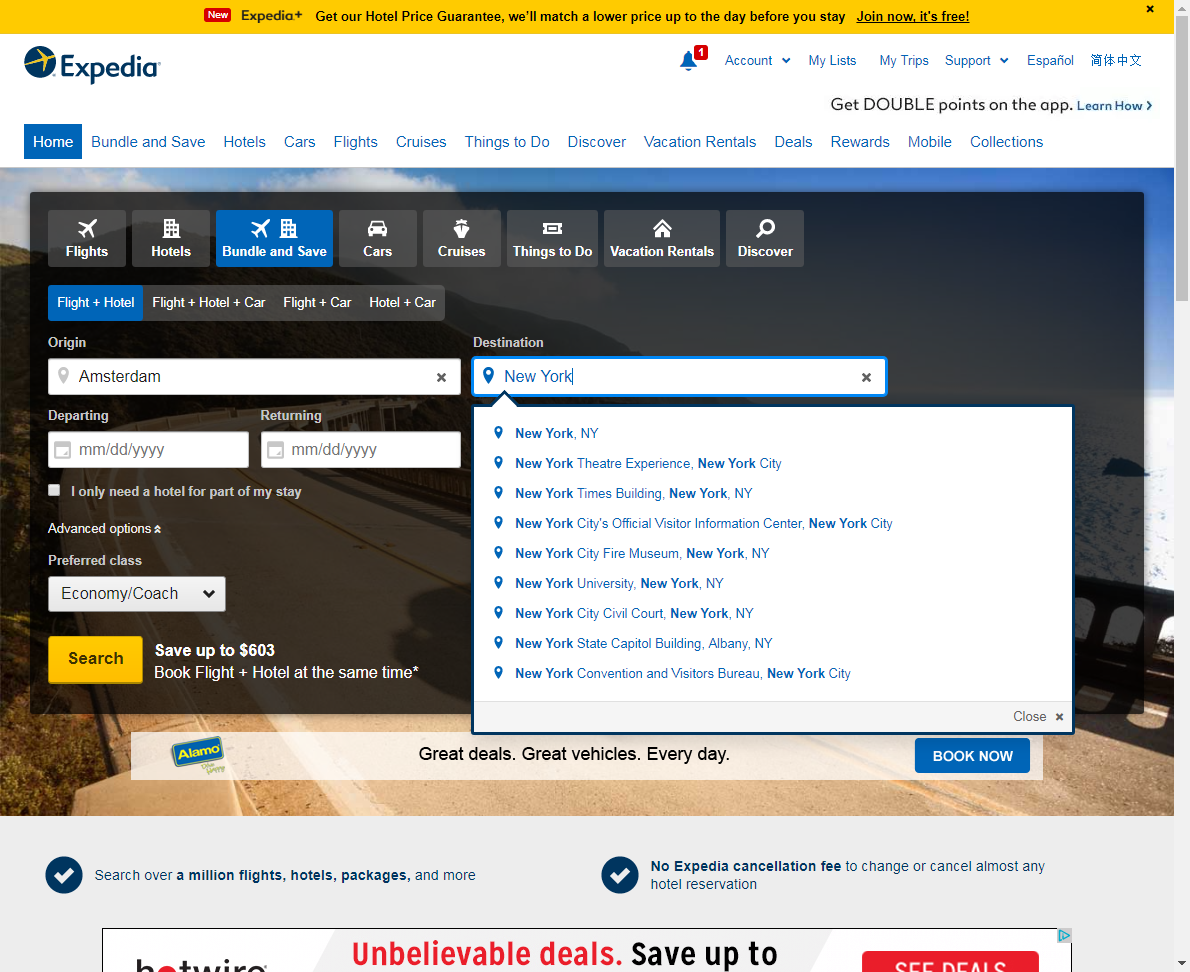 New Expedia+ Get our Hotel Price Guarantee, we'll match a lower price up to the day before you stay Join now, it's free!
Expedia
1 Account My Lists My Trips Support Español 简体中文
Get DOUBLE points on the app. Learn How >
Home Bundle and Save Hotels Cars Flights Cruises Things to Do Discover Vacation Rentals Deals Rewards Mobile Collections
Flights Hotels Bundle and Save Cars Cruises Things to Do Vacation Rentals Discover
Flight + Hotel Flight + Hotel + Car Flight + Car Hotel + Car
Origin Destination
Amsterdam × New York ×
Departing Returning
mm/dd/yyyy mm/dd/yyyy
I only need a hotel for part of my stay
Advanced options
Preferred class
Economy/Coach
Search Save up to $603
Book Flight + Hotel at the same time*
New York, NY
New York Theatre Experience, New York City
New York Times Building, New York, NY
New York City's Official Visitor Information Center, New York City
New York City Fire Museum, New York, NY
New York University, New York, NY
New York City Civil Court, New York, NY
New York State Capitol Building, Albany, NY
New York Convention and Visitors Bureau, New York City
Close ×
Alamo Great deals. Great vehicles. Every day. BOOK NOW
Search over a million flights, hotels, packages, and more
No Expedia cancellation fee to change or cancel almost any
hotel reservation
hotwire Unbelievable deals. Save up to SEE DEALS